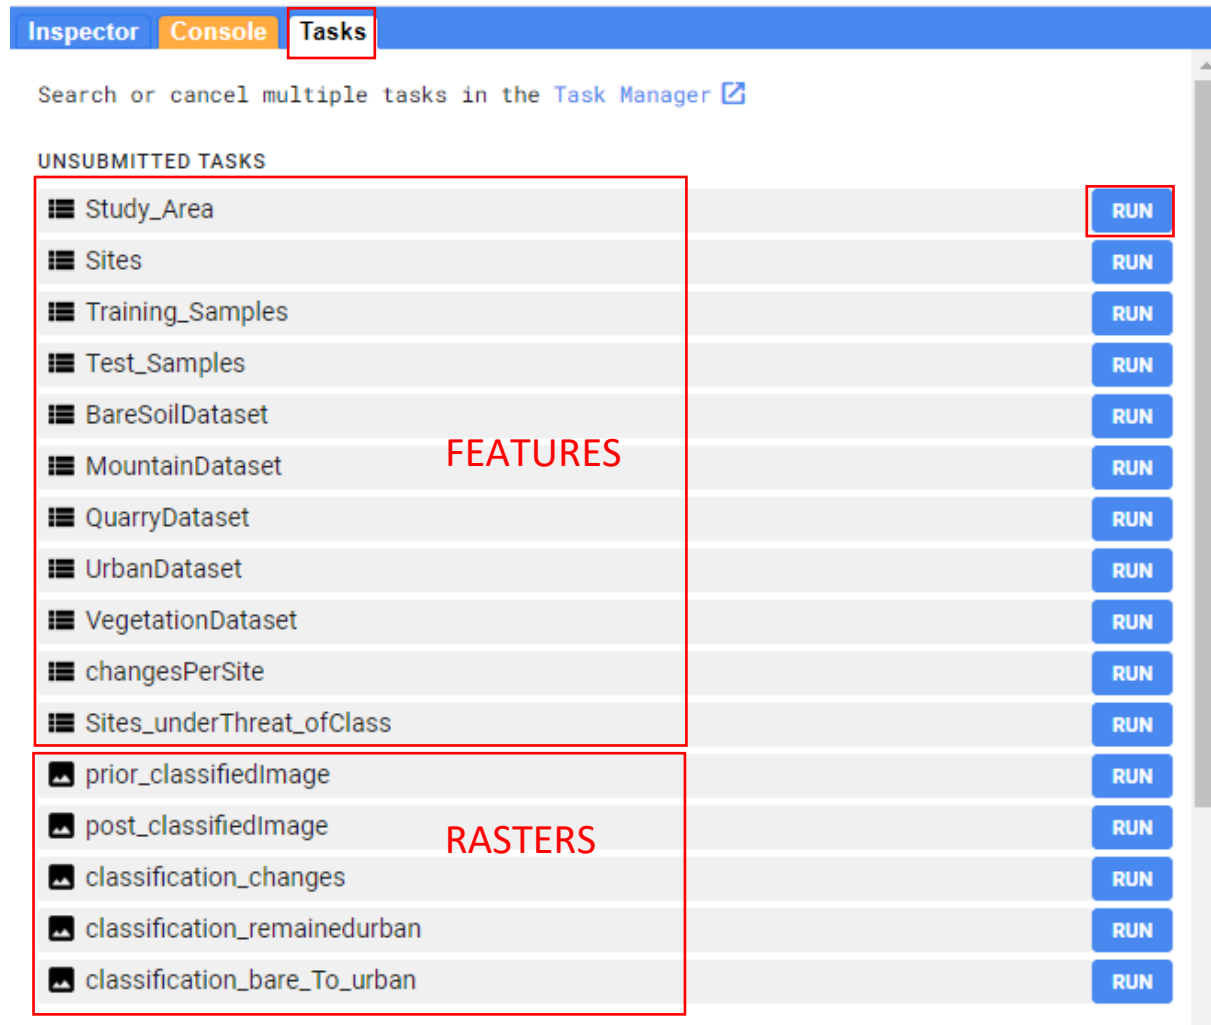 Inspector Console Tasks
Search or cancel multiple tasks in the Task Manager
UNSUBMITTED TASKS
Study_Area RUN
Sites RUN
Training_Samples RUN
Test_Samples RUN
BareSoilDataset RUN
FEATURES
MountainDataset RUN
QuarryDataset RUN
UrbanDataset RUN
VegetationDataset RUN
changesPerSite RUN
Sites_underThreat_ofClass RUN
prior_classifiedImage RUN
post_classifiedImage RUN
RASTERS
classification_changes RUN
classification_remainedurban RUN
classification_bare_To_urban RUN